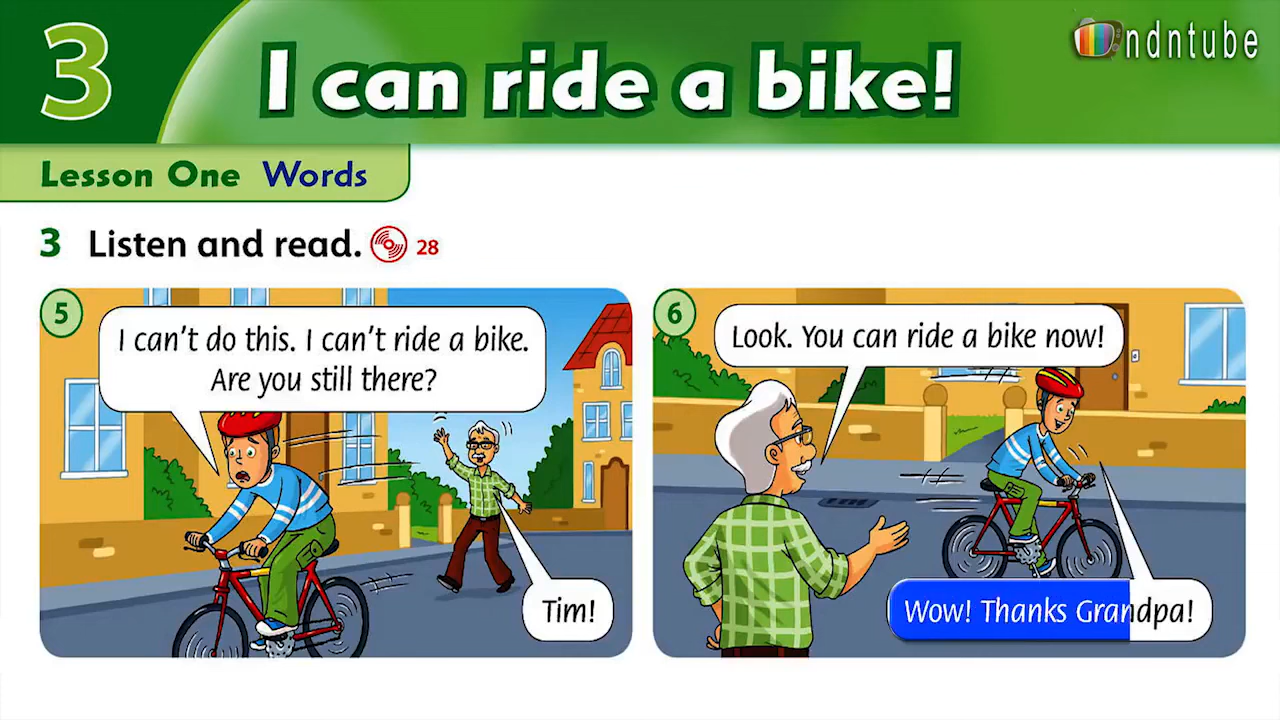 3
I can ride a bike!
ndntube
Lesson One Words
3 Listen and read. 28
5
I can't do this. I can't ride a bike.
Are you still there?
Tim!
6
Look. You can ride a bike now!
Wow! Thanks Grandpa!